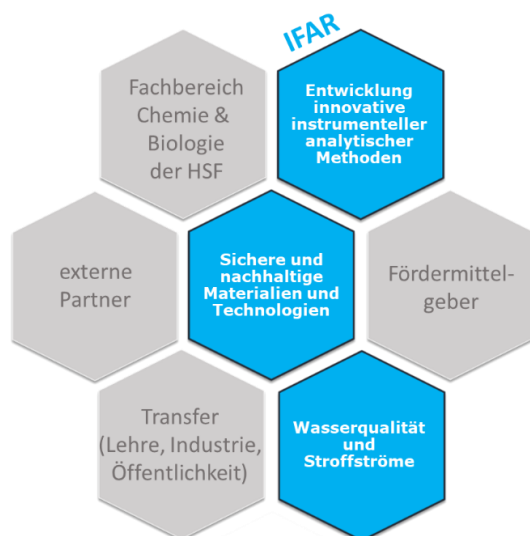 IFAR
Fachbereich
Chemie &
Biologie
der HSF
Entwicklung
innovative
instrumenteller
analytischer
Methoden
externe
Partner
Sichere und
nachhaltige
Materialien und
Technologien
Fördermittel-
geber
Transfer
(Lehre, Industrie,
Öffentlichkeit)
Wasserqualität
und
Stroffströme